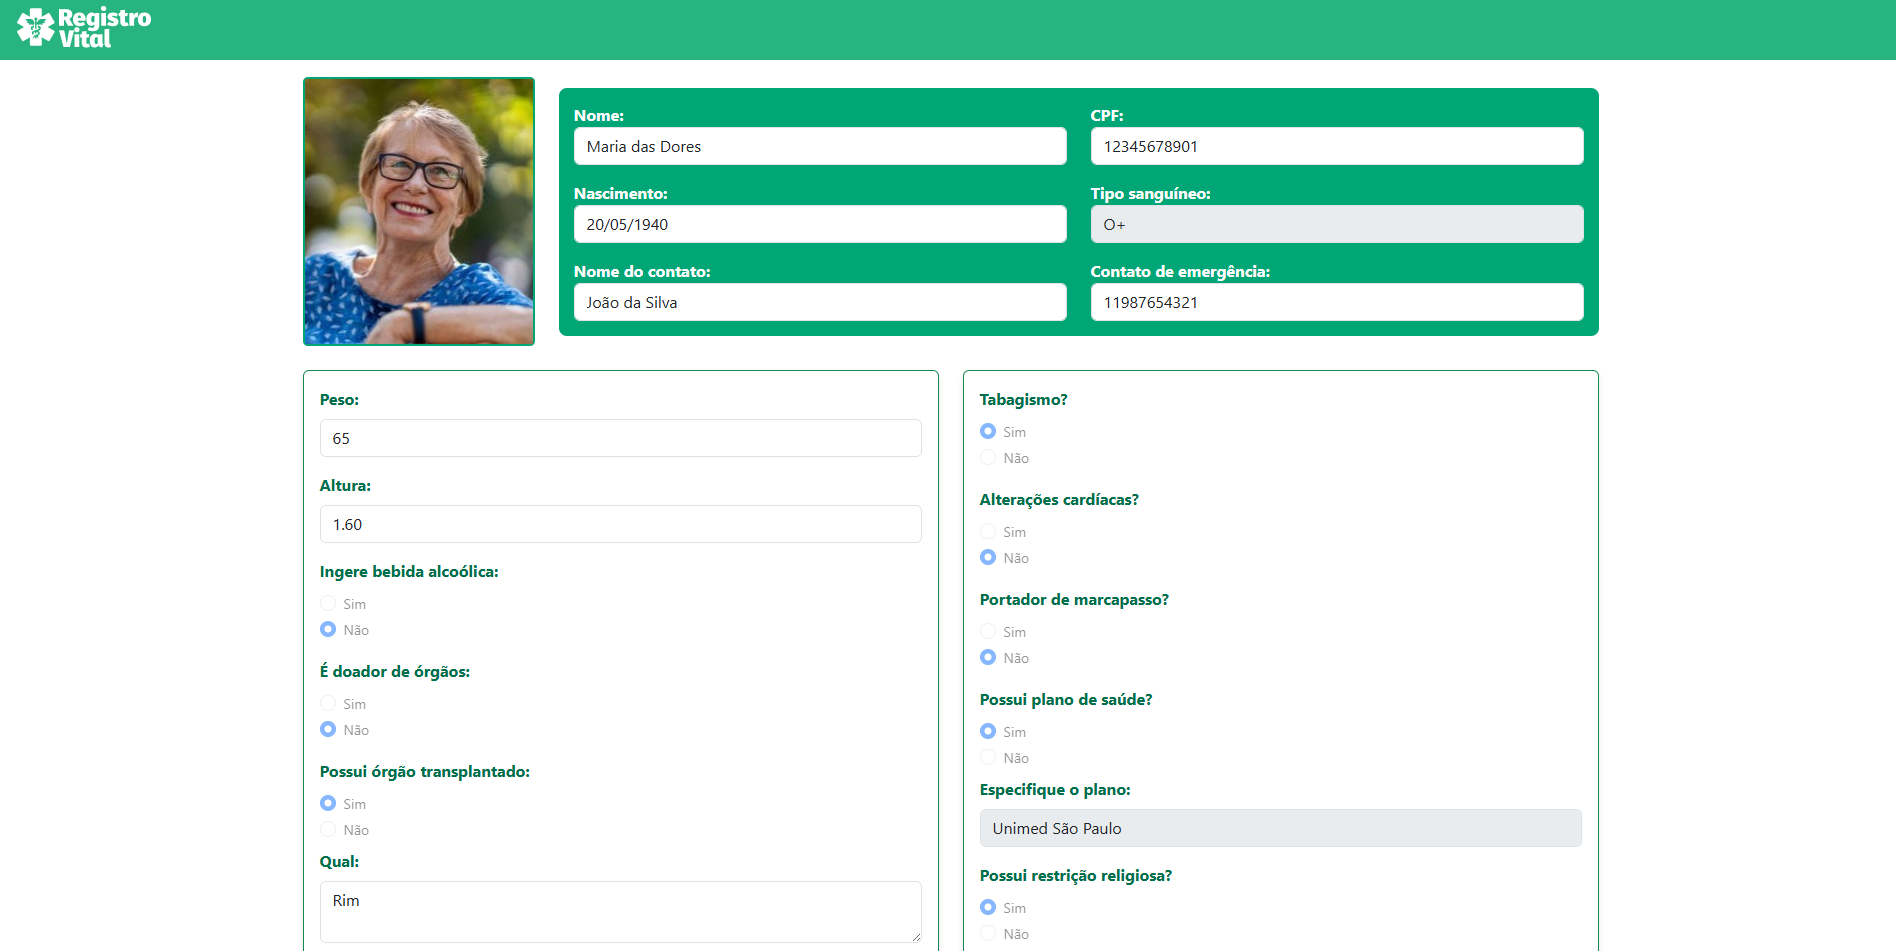 Registro
Vital
Nome:
Maria das Dores
CPF:
12345678901
Nascimento:
20/05/1940
Tipo sanguíneo:
O+
Nome do contato:
João da Silva
Contato de emergência:
11987654321
Peso:
65
Altura:
1.60
Ingere bebida alcoólica:
Sim
Não
É doador de órgãos:
Sim
Não
Possui órgão transplantado:
Sim
Não
Qual:
Rim
Tabagismo?
Sim
Não
Alterações cardíacas?
Sim
Não
Portador de marcapasso?
Sim
Não
Possui plano de saúde?
Sim
Não
Especifique o plano:
Unimed São Paulo
Possui restrição religiosa?
Sim
Não